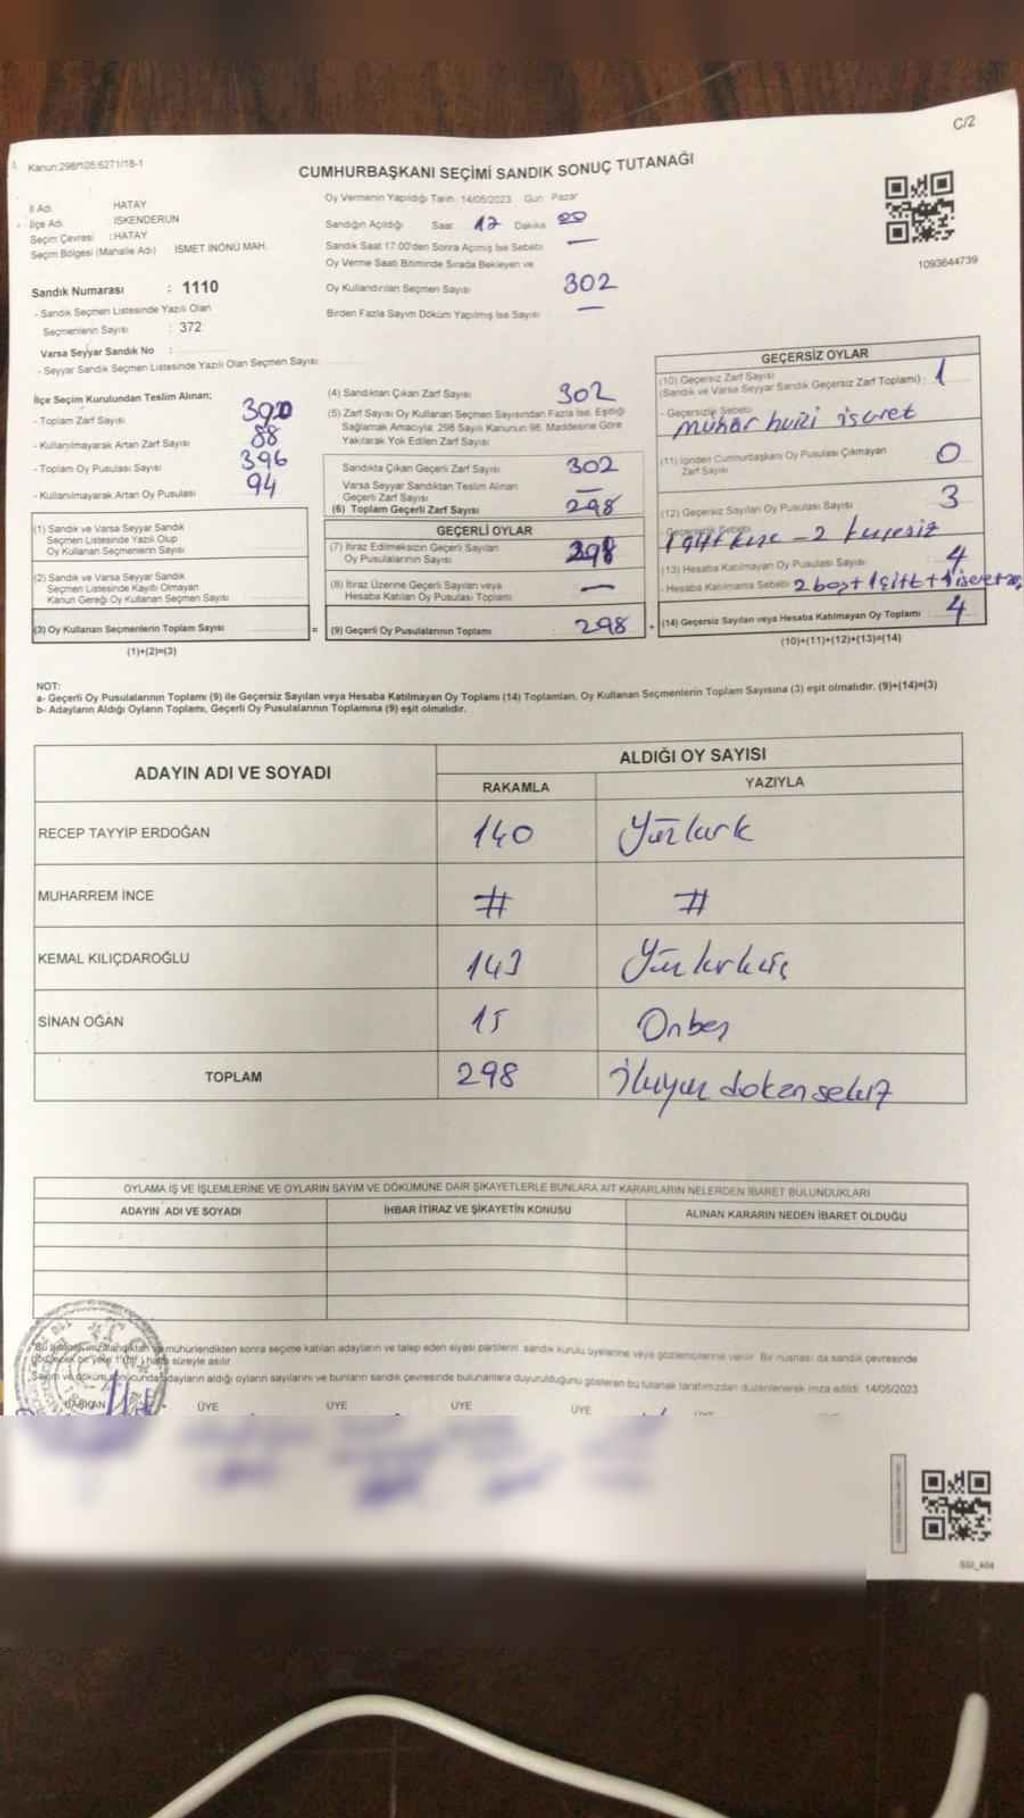 C/2
Kanun:298/105:6271/18-1
CUMHURBAŞKANI SEÇİMİ SANDIK SONUÇ TUTANAĞI
İl Adı HATAY
İlçe Adı İSKENDERUN
Seçim Çevresi :HATAY
Seçim Bölgesi (Mahalle Adı) İSMET İNÖNÜ MAH.
Sandık Numarası : 1110
- Sandık Seçmen Listesinde Yazılı Olan
Seçmenlerin Sayısı : 372
Varsa Seyyar Sandık No :
- Seyyar Sandık Seçmen Listesinde Yazılı Olan Seçmen Sayısı
Oy Vermenin Yapıldığı Tarih: 14/05/2023 Gün: Pazar
Sandığın Açıldığı Saat 17 Dakika 00
Sandık Saat 17.00'den Sonra Açılmış İse Sebebi —
Oy Verme Saati Bitiminde Sırada Bekleyen ve
Oy Kullandırılan Seçmen Sayısı 302
Birden Fazla Sayım Döküm Yapılmış İse Sayısı —
1093644739
İlçe Seçim Kurulundan Teslim Alınan;
- Toplam Zarf Sayısı 390
- Kullanılmayarak Artan Zarf Sayısı 88
- Toplam Oy Pusulası Sayısı 396
- Kullanılmayarak Artan Oy Pusulası 94
(1) Sandık ve Varsa Seyyar Sandık
Seçmen Listesinde Yazılı Olup
Oy Kullanan Seçmenlerin Sayısı
(2) Sandık ve Varsa Seyyar Sandık
Seçmen Listesinde Kayıtlı Olmayan
Kanun Gereği Oy Kullanan Seçmen Sayısı
(3) Oy Kullanan Seçmenlerin Toplam Sayısı =
(1)+(2)=(3)
(4) Sandıktan Çıkan Zarf Sayısı 302
(5) Zarf Sayısı Oy Kullanan Seçmen Sayısından Fazla İse, Eşitliği
Sağlamak Amacıyla; 298 Sayılı Kanunun 98. Maddesine Göre
Yakılarak Yok Edilen Zarf Sayısı
Sandıkta Çıkan Geçerli Zarf Sayısı 302
Varsa Seyyar Sandıktan Teslim Alınan
Geçerli Zarf Sayısı —
(6) Toplam Geçerli Zarf Sayısı 298
GEÇERLİ OYLAR
(7) İtiraz Edilmeksizin Geçerli Sayılan
Oy Pusulalarının Sayısı 298
(8) İtiraz Üzerine Geçerli Sayılan veya
Hesaba Katılan Oy Pusulası Toplamı —
(9) Geçerli Oy Pusulalarının Toplamı 298 +
GEÇERSİZ OYLAR
(10) Geçersiz Zarf Sayısı
(Sandık ve Varsa Seyyar Sandık Geçersiz Zarf Toplamı) 1
- Geçersizlik Sebebi
mühür harici işaret
(11) İçinden Cumhurbaşkanı Oy Pusulası Çıkmayan
Zarf Sayısı 0
(12) Geçersiz Sayılan Oy Pusulası Sayısı 3
- Geçersizlik Sebebi
1 - 2
(13) Hesaba Katılmayan Oy Pusulası Sayısı 4
- Hesaba Katılmama Sebebi 2 boş + 1 çift + 1
(14) Geçersiz Sayılan veya Hesaba Katılmayan Oy Toplamı 4
(10)+(11)+(12)+(13)=(14)
NOT:
a- Geçerli Oy Pusulalarının Toplamı (9) ile Geçersiz Sayılan veya Hesaba Katılmayan Oy Toplamı (14) Toplamları, Oy Kullanan Seçmenlerin Toplam Sayısına (3) eşit olmalıdır. (9)+(14)=(3)
b- Adayların Aldığı Oyların Toplamı, Geçerli Oy Pusulalarının Toplamına (9) eşit olmalıdır.
ADAYIN ADI VE SOYADI ALDIĞI OY SAYISI
RAKAMLA YAZIYLA
RECEP TAYYİP ERDOĞAN 140 Yüzkırk
MUHARREM İNCE # #
KEMAL KILIÇDAROĞLU 143 Yüzkırküç
SİNAN OĞAN 15 Onbeş
TOPLAM 298 İkiyüz doksan sekiz
OYLAMA İŞ VE İŞLEMLERİNE VE OYLARIN SAYIM VE DÖKÜMÜNE DAİR ŞİKAYETLERLE BUNLARA AİT KARARLARIN NELERDEN İBARET BULUNDUKLARI
ADAYIN ADI VE SOYADI İHBAR İTİRAZ VE ŞİKAYETİN KONUSU ALINAN KARARIN NEDEN İBARET OLDUĞU
mühürlendikten sonra seçime katılan adayların ve talep eden siyasi partilerin, sandık kurulu üyelerine veya gözlemcilerine verilir. Bir nüshası da sandık çevresinde
süreyle asılır
adayların aldığı oyların sayılarını ve bunların sandık çevresinde bulunanlara duyurulduğunu gösteren bu tutanak tarafımızdan düzenlenerek imza edildi. 14/05/2023
BAŞKAN ÜYE ÜYE ÜYE ÜYE